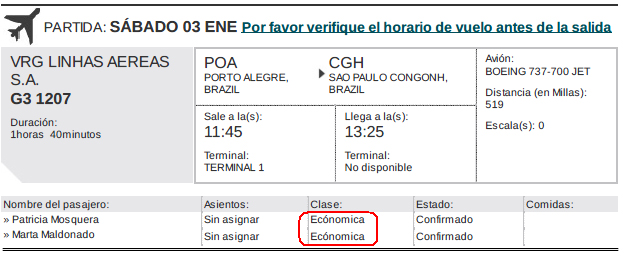 PARTIDA: SÁBADO 03 ENE Por favor verifique el horario de vuelo antes de la salida
VRG LINHAS AEREAS
S.A.
G3 1207
Duración:
1horas 40minutos
POA
PORTO ALEGRE,
BRAZIL
CGH
SAO PAULO CONGONH,
BRAZIL
Sale a la(s):
11:45
Terminal:
TERMINAL 1
Llega a la(s):
13:25
Terminal:
No disponible
Avión:
BOEING 737-700 JET
Distancia (en Millas):
519
Escala(s): 0
Nombre del pasajero: Asientos: Clase: Estado: Comidas:
» Patricia Mosquera Sin asignar Ecónomica Confirmado
» Marta Maldonado Sin asignar Ecónomica Confirmado